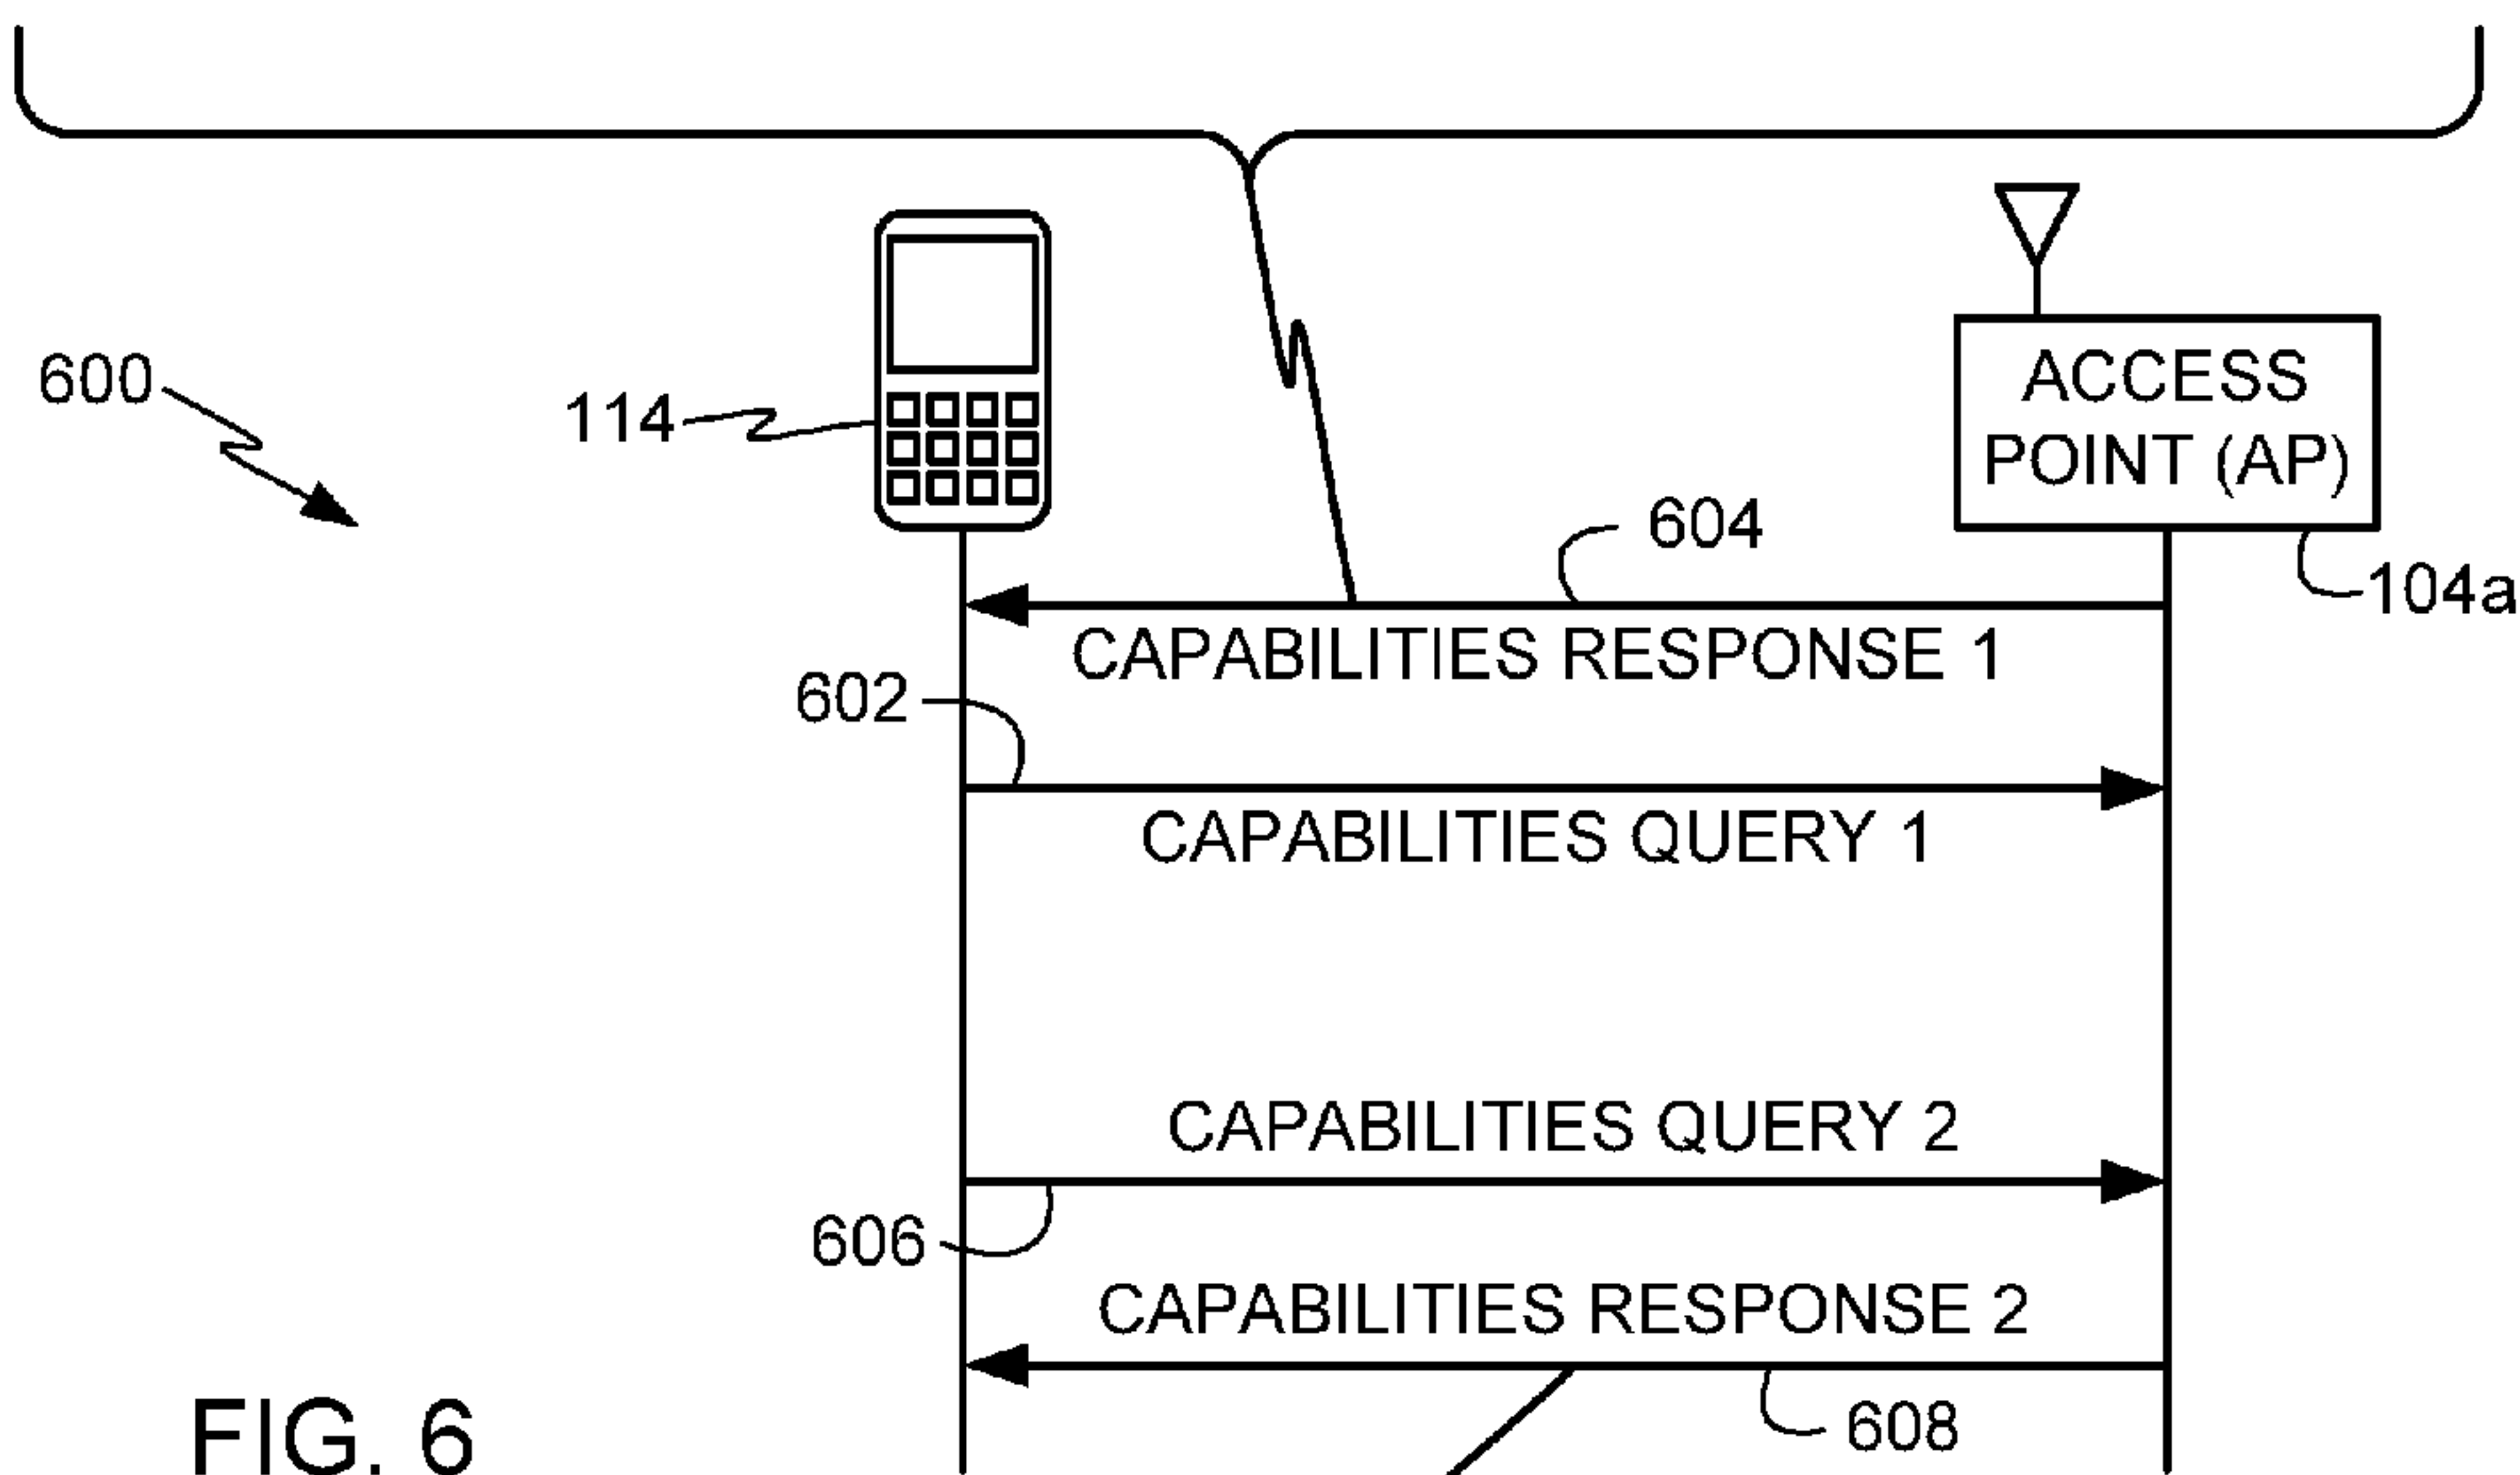 600
114
ACCESS
POINT (AP)
604
104a
CAPABILITIES RESPONSE 1
602
CAPABILITIES QUERY 1
CAPABILITIES QUERY 2
606
CAPABILITIES RESPONSE 2
608
FIG. 6